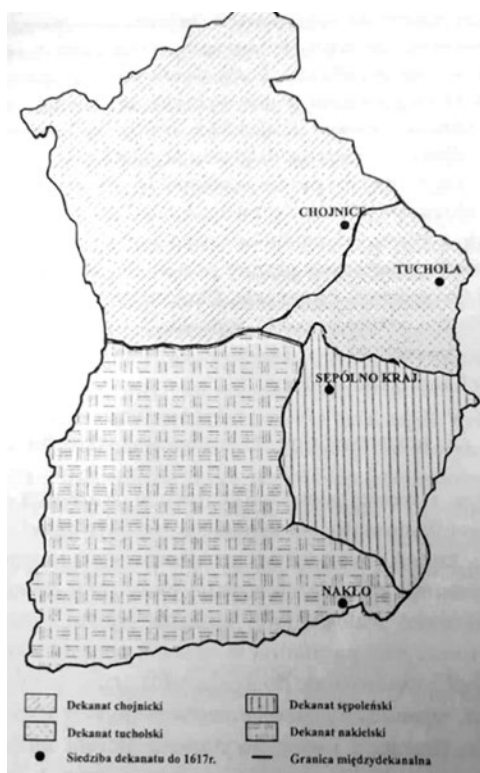 CHOJNICE
TUCHOLA
SĘPÓLNO KRAJ.
NAKŁO
Dekanat chojnicki
Dekanat sępoleński
Dekanat tucholski
Dekanat nakielski
Siedziba dekanatu do 1617r.
Granica międzydekanalna